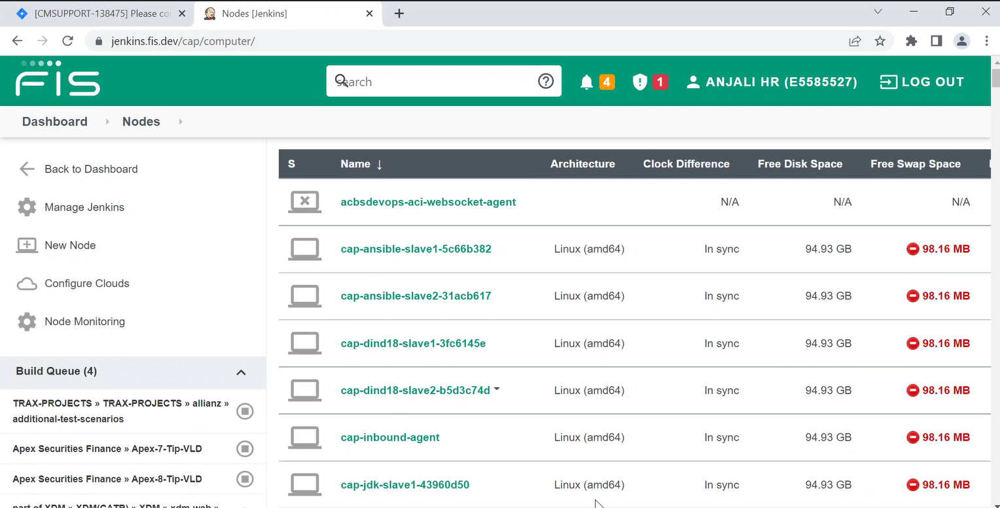 [CMSUPPORT-138475] Please co
Nodes [Jenkins]
jenkins.fis.dev/cap/computer/
FIS
search
4
1
ANJALI HR (E5585527)
LOG OUT
Dashboard
Nodes
Back to Dashboard
Manage Jenkins
New Node
Configure Clouds
Node Monitoring
Build Queue (4)
TRAX-PROJECTS » TRAX-PROJECTS » allianz »
additional-test-scenarios
Apex Securities Finance » Apex-7-Tip-VLD
Apex Securities Finance » Apex-8-Tip-VLD
part of XDM » XDM(CATR) » XDM » xdm-web »
S Name ↓ Architecture Clock Difference Free Disk Space Free Swap Space
acbsdevops-aci-websocket-agent N/A N/A N/A
cap-ansible-slave1-5c66b382 Linux (amd64) In sync 94.93 GB 98.16 MB
cap-ansible-slave2-31acb617 Linux (amd64) In sync 94.93 GB 98.16 MB
cap-dind18-slave1-3fc6145e Linux (amd64) In sync 94.93 GB 98.16 MB
cap-dind18-slave2-b5d3c74d Linux (amd64) In sync 94.93 GB 98.16 MB
cap-inbound-agent Linux (amd64) In sync 94.93 GB 98.16 MB
cap-jdk-slave1-43960d50 Linux (amd64) In sync 94.93 GB 98.16 MB